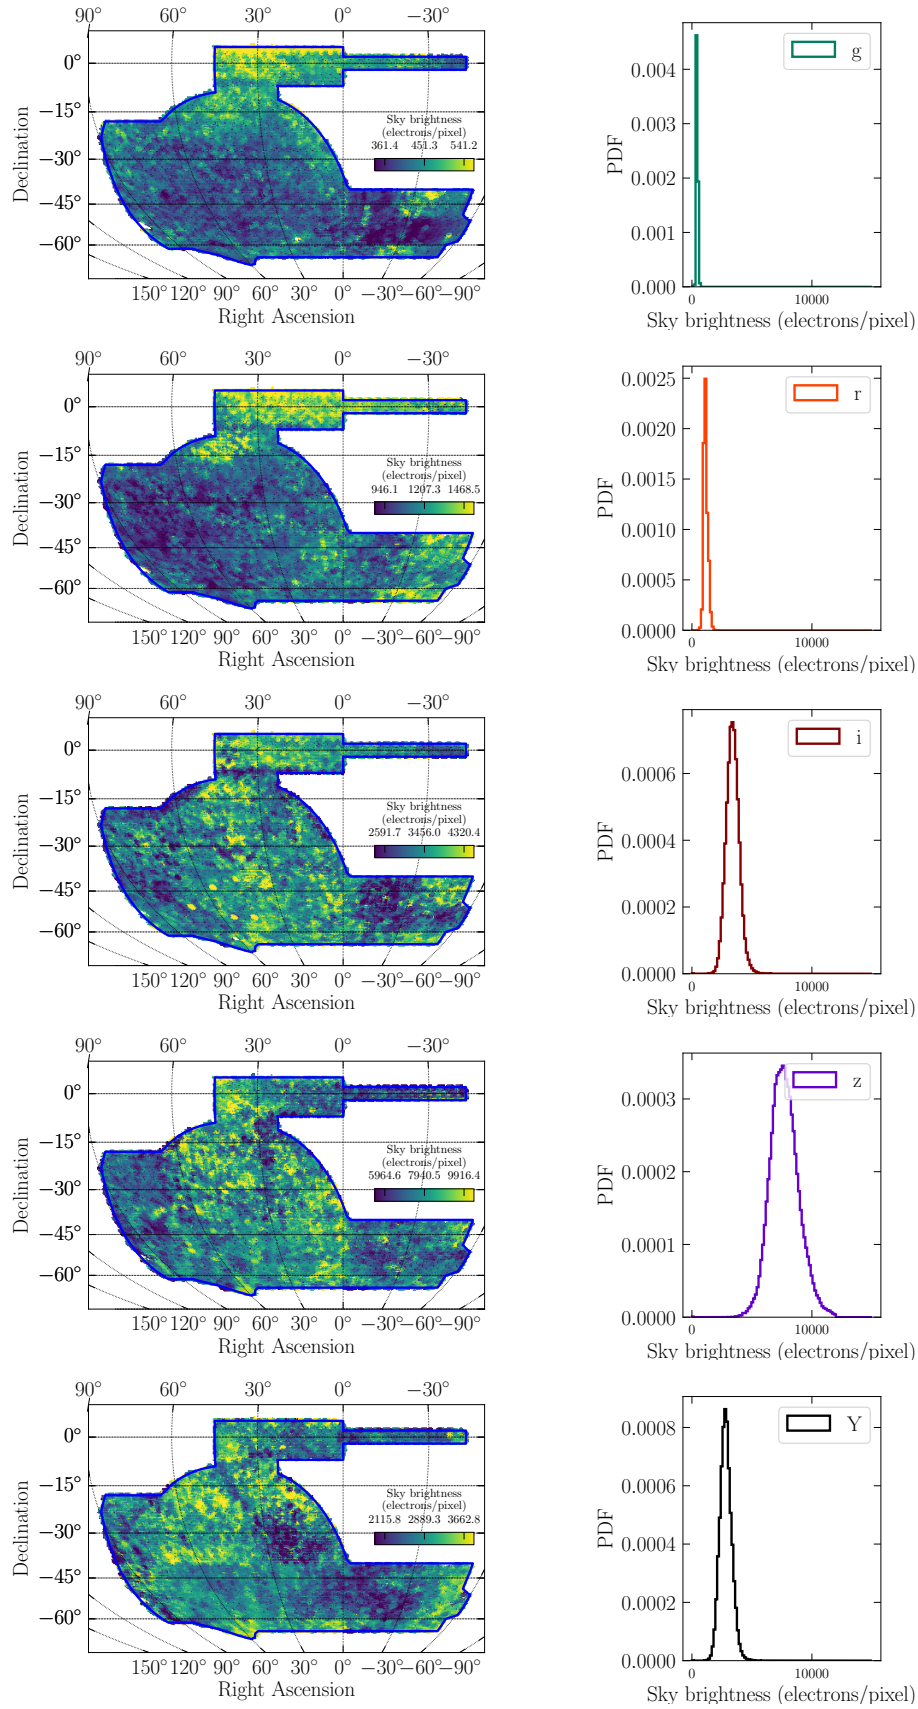 90° 60° 30° 0° −30°
0°
−15°
−30°
−45°
−60°
Declination
Sky brightness
(electrons/pixel)
361.4 451.3 541.2
150° 120° 90° 60° 30° 0° −30° −60° −90°
Right Ascension
g
0.004
0.003
0.002
0.001
0.000
PDF
0 10000
Sky brightness (electrons/pixel)
90° 60° 30° 0° −30°
0°
−15°
−30°
−45°
−60°
Declination
Sky brightness
(electrons/pixel)
946.1 1207.3 1468.5
150° 120° 90° 60° 30° 0° −30° −60° −90°
Right Ascension
r
0.0025
0.0020
0.0015
0.0010
0.0005
0.0000
PDF
0 10000
Sky brightness (electrons/pixel)
90° 60° 30° 0° −30°
0°
−15°
−30°
−45°
−60°
Declination
Sky brightness
(electrons/pixel)
2591.7 3456.0 4320.4
150° 120° 90° 60° 30° 0° −30° −60° −90°
Right Ascension
i
0.0006
0.0004
0.0002
0.0000
PDF
0 10000
Sky brightness (electrons/pixel)
90° 60° 30° 0° −30°
0°
−15°
−30°
−45°
−60°
Declination
Sky brightness
(electrons/pixel)
5964.6 7940.5 9916.4
150° 120° 90° 60° 30° 0° −30° −60° −90°
Right Ascension
z
0.0003
0.0002
0.0001
0.0000
PDF
0 10000
Sky brightness (electrons/pixel)
90° 60° 30° 0° −30°
0°
−15°
−30°
−45°
−60°
Declination
Sky brightness
(electrons/pixel)
2115.8 2889.3 3662.8
150° 120° 90° 60° 30° 0° −30° −60° −90°
Right Ascension
Y
0.0008
0.0006
0.0004
0.0002
0.0000
PDF
0 10000
Sky brightness (electrons/pixel)